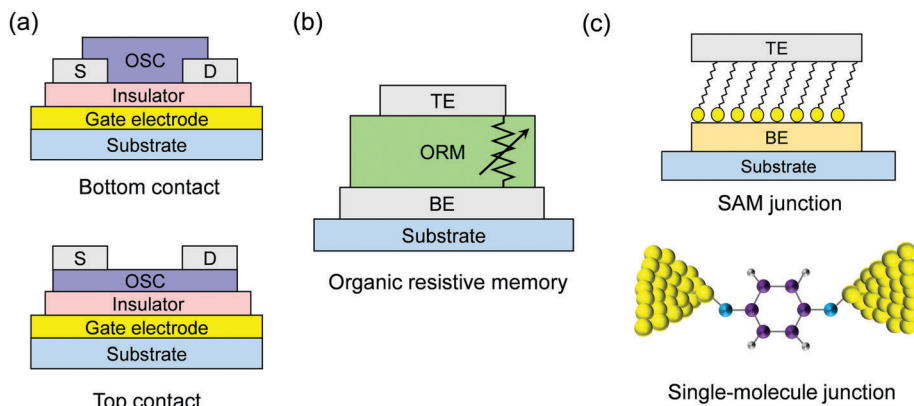 (a)
OSC
S
D
Insulator
Gate electrode
Substrate
Bottom contact
S
D
OSC
Insulator
Gate electrode
Substrate
Top contact
(b)
TE
ORM
BE
Substrate
Organic resistive memory
(c)
TE
BE
Substrate
SAM junction
Single-molecule junction